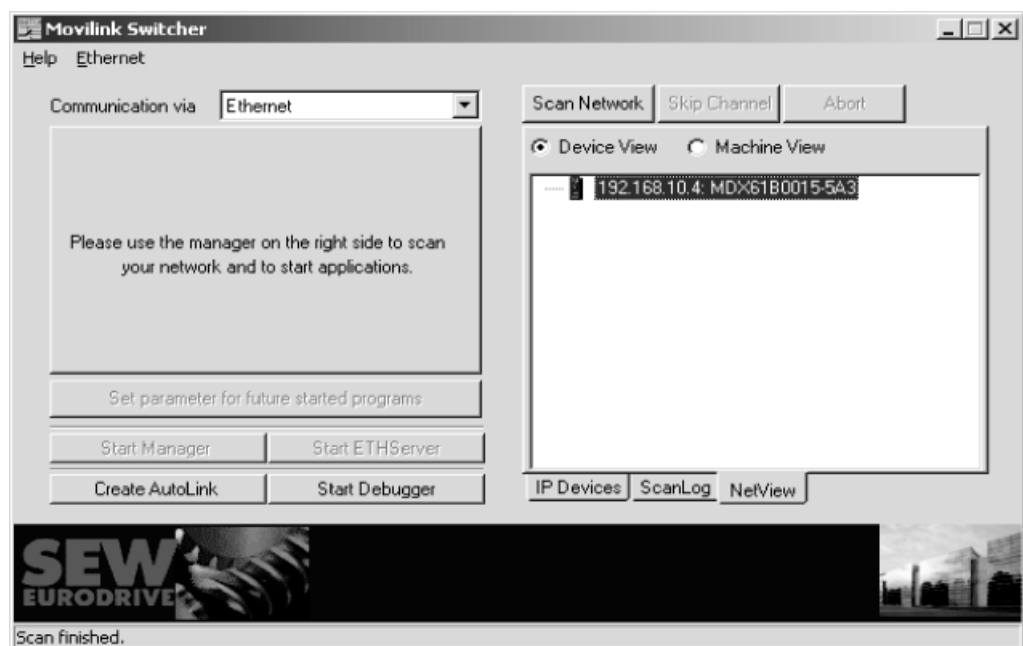 Movilink Switcher
Help Ethernet
Communication via Ethernet
Please use the manager on the right side to scan
your network and to start applications.
Set parameter for future started programs
Start Manager Start ETHServer
Create AutoLink Start Debugger
Scan Network Skip Channel Abort
Device View Machine View
192.168.10.4: MDX61B0015-5A3
IP Devices ScanLog NetView
SEW
EURODRIVE
Scan finished.